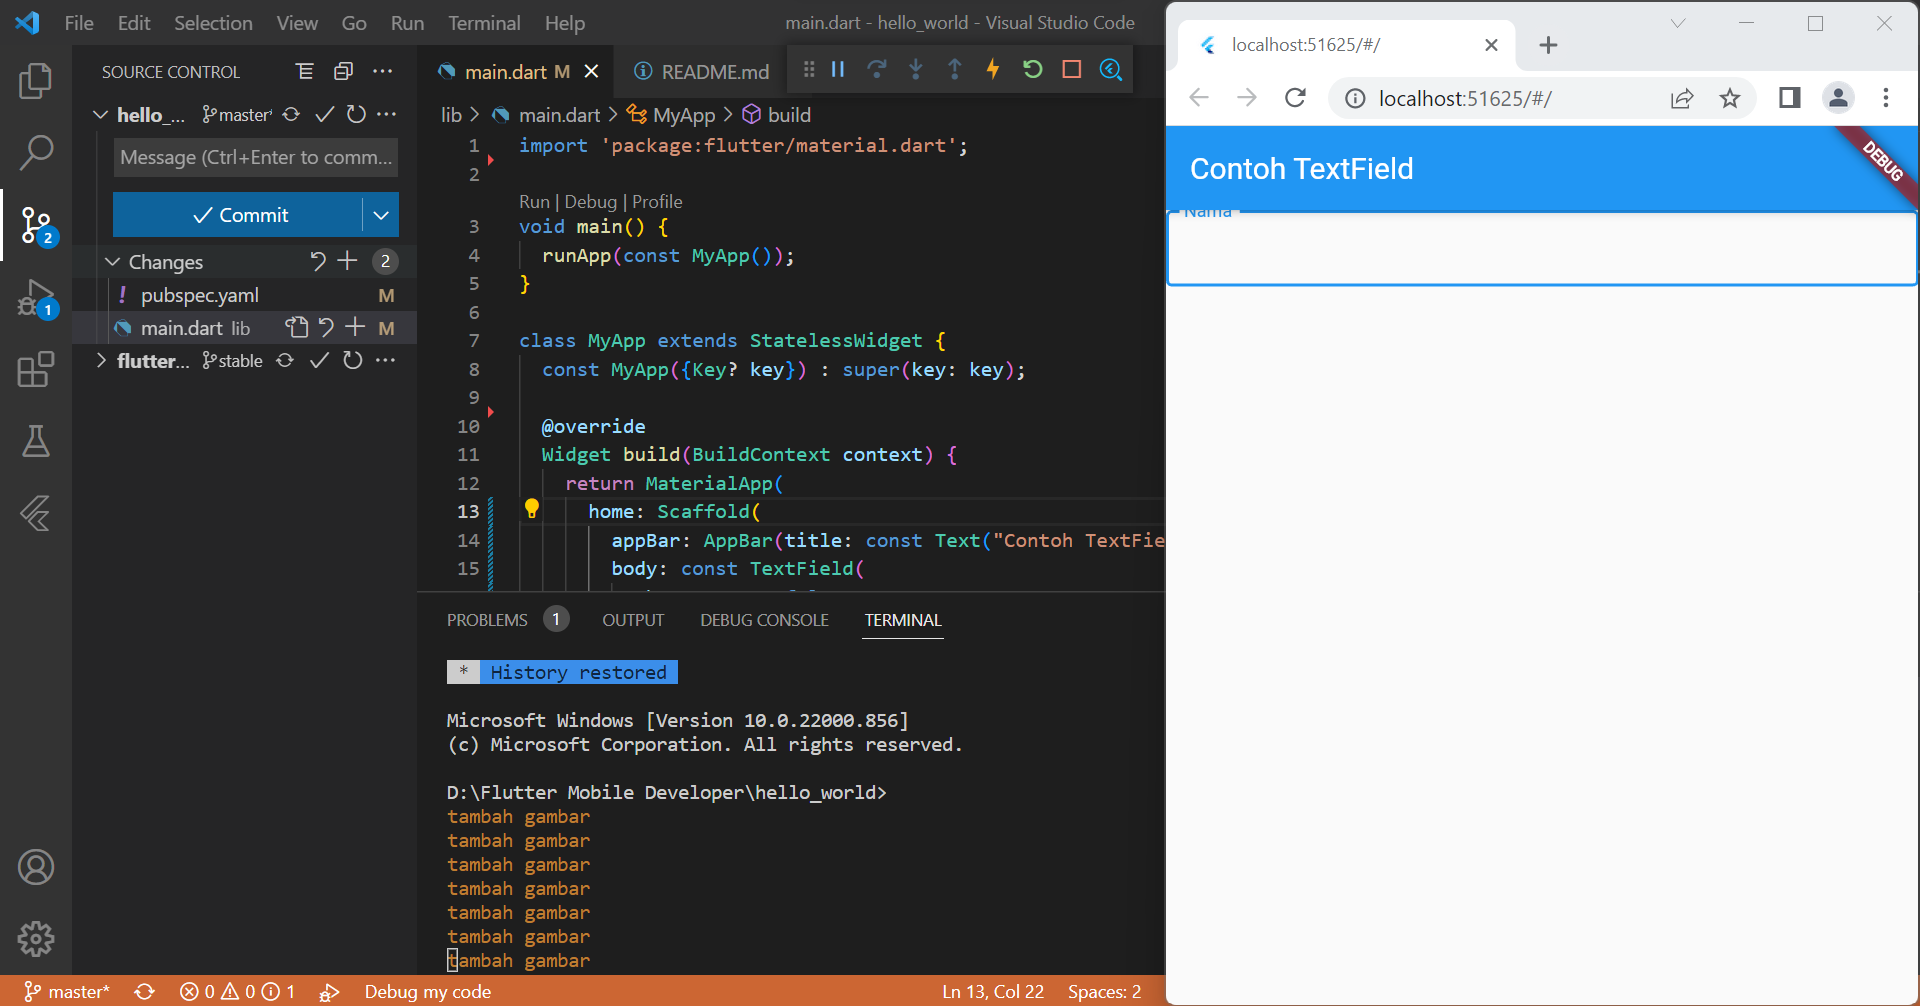 File Edit Selection View Go Run Terminal Help
main.dart - hello_world - Visual Studio Code
SOURCE CONTROL
hello_... master*
Message (Ctrl+Enter to comm...
Commit
Changes 2
! pubspec.yaml M
main.dart lib M
flutter... stable
2
1
main.dart M
README.md
lib > main.dart > MyApp > build
1 import 'package:flutter/material.dart';
2
Run | Debug | Profile
3 void main() {
4 runApp(const MyApp());
5 }
6
7 class MyApp extends StatelessWidget {
8 const MyApp({Key? key}) : super(key: key);
9
10 @override
11 Widget build(BuildContext context) {
12 return MaterialApp(
13 home: Scaffold(
14 appBar: AppBar(title: const Text("Contoh TextFie
15 body: const TextField(
PROBLEMS 1 OUTPUT DEBUG CONSOLE TERMINAL
* History restored
Microsoft Windows [Version 10.0.22000.856]
(c) Microsoft Corporation. All rights reserved.
D:\Flutter Mobile Developer\hello_world>
tambah gambar
tambah gambar
tambah gambar
tambah gambar
tambah gambar
tambah gambar
tambah gambar
master* 0 0 1 Debug my code Ln 13, Col 22 Spaces: 2
localhost:51625/#/
localhost:51625/#/
Contoh TextField
DEBUG
Nama